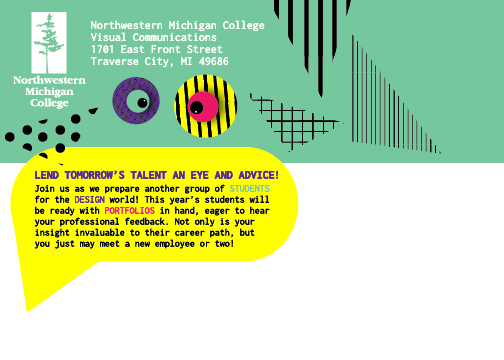 Northwestern
Michigan
College
Northwestern Michigan College
Visual Communications
1701 East Front Street
Traverse City, MI 49686
LEND TOMORROW'S TALENT AN EYE AND ADVICE!
Join us as we prepare another group of STUDENTS
for the DESIGN world! This year's students will
be ready with PORTFOLIOS in hand, eager to hear
your professional feedback. Not only is your
insight invaluable to their career path, but
you just may meet a new employee or two!